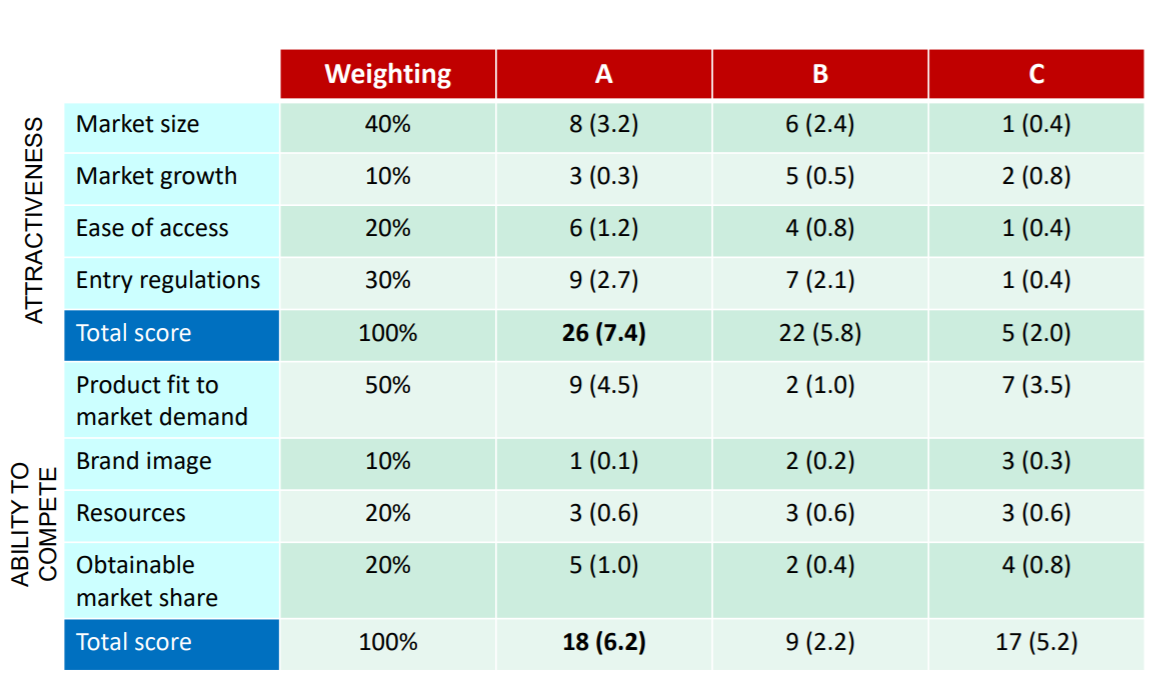 Weighting A B C
ATTRACTIVENESS
Market size 40% 8 (3.2) 6 (2.4) 1 (0.4)
Market growth 10% 3 (0.3) 5 (0.5) 2 (0.8)
Ease of access 20% 6 (1.2) 4 (0.8) 1 (0.4)
Entry regulations 30% 9 (2.7) 7 (2.1) 1 (0.4)
Total score 100% 26 (7.4) 22 (5.8) 5 (2.0)
ABILITY TO
COMPETE
Product fit to 50% 9 (4.5) 2 (1.0) 7 (3.5)
market demand
Brand image 10% 1 (0.1) 2 (0.2) 3 (0.3)
Resources 20% 3 (0.6) 3 (0.6) 3 (0.6)
Obtainable 20% 5 (1.0) 2 (0.4) 4 (0.8)
market share
Total score 100% 18 (6.2) 9 (2.2) 17 (5.2)